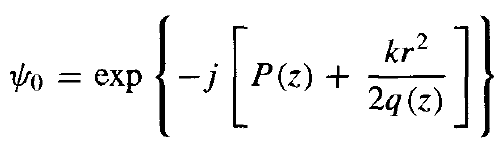 ψ₀ = exp { −j [ P(z) + kr² / 2q(z) ] }